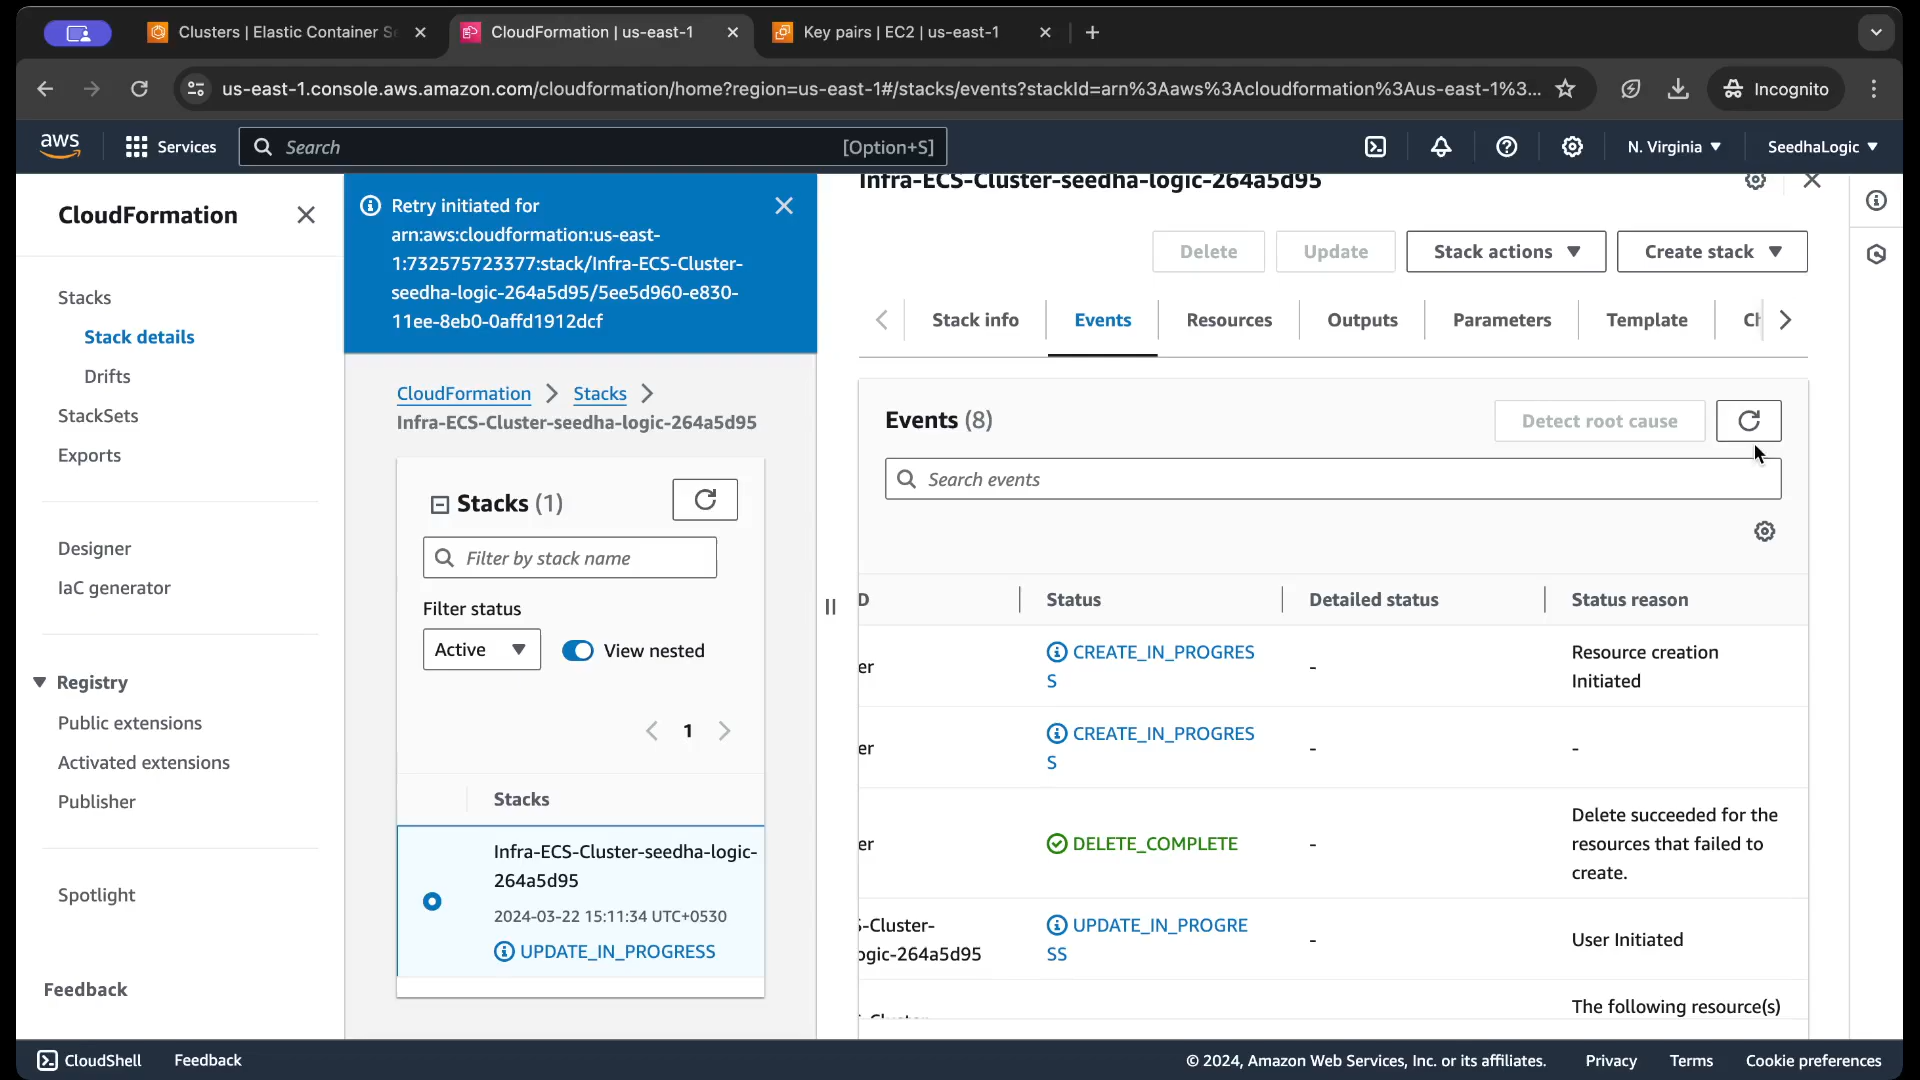 Clusters | Elastic Container Se
CloudFormation | us-east-1
Key pairs | EC2 | us-east-1
us-east-1.console.aws.amazon.com/cloudformation/home?region=us-east-1#/stacks/events?stackId=arn%3Aaws%3Acloudformation%3Aus-east-1%3...
Incognito
aws
Services
Search
[Option+S]
N. Virginia
SeedhaLogic
CloudFormation
Stacks
Stack details
Drifts
StackSets
Exports
Designer
IaC generator
Registry
Public extensions
Activated extensions
Publisher
Spotlight
Feedback
Retry initiated for
arn:aws:cloudformation:us-east-
1:732575723377:stack/Infra-ECS-Cluster-
seedha-logic-264a5d95/5ee5d960-e830-
11ee-8eb0-0affd1912dcf
CloudFormation
Stacks
Infra-ECS-Cluster-seedha-logic-264a5d95
Stacks (1)
Filter by stack name
Filter status
Active
View nested
1
Stacks
Infra-ECS-Cluster-seedha-logic-
264a5d95
2024-03-22 15:11:34 UTC+0530
UPDATE_IN_PROGRESS
Infra-ECS-Cluster-seedha-logic-264a5d95
Delete
Update
Stack actions
Create stack
Stack info
Events
Resources
Outputs
Parameters
Template
Ch
Events (8)
Detect root cause
Search events
D
Status
Detailed status
Status reason
er
CREATE_IN_PROGRES
S
-
Resource creation
Initiated
er
CREATE_IN_PROGRES
S
-
-
er
DELETE_COMPLETE
-
Delete succeeded for the
resources that failed to
create.
S-Cluster-
ogic-264a5d95
UPDATE_IN_PROGRE
SS
-
User Initiated
The following resource(s)
CloudShell
Feedback
© 2024, Amazon Web Services, Inc. or its affiliates.
Privacy
Terms
Cookie preferences